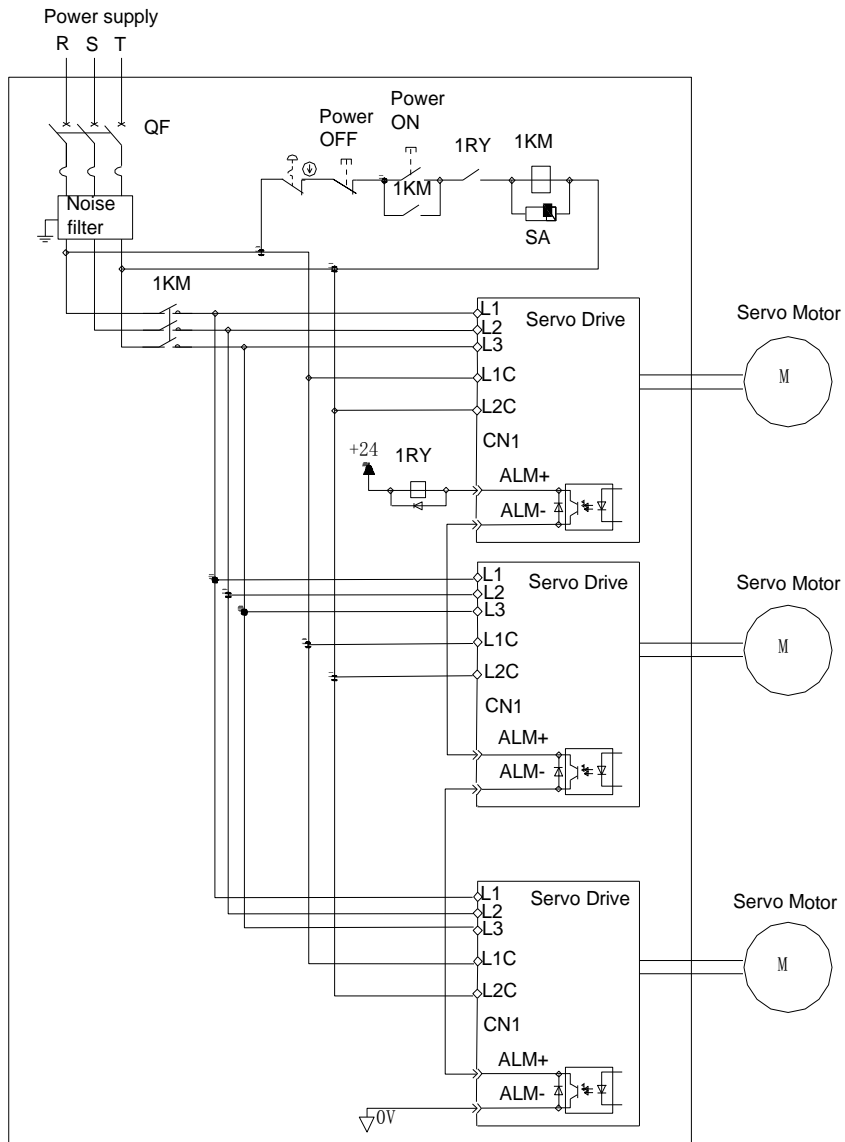 Power supply
R S T
QF
Power
OFF
Power
ON
1RY
1KM
1KM
SA
Noise
filter
1KM
L1
L2
L3
L1C
L2C
CN1
Servo Drive
Servo Motor
M
+24
1RY
ALM+
ALM-
L1
L2
L3
L1C
L2C
CN1
Servo Drive
Servo Motor
M
ALM+
ALM-
L1
L2
L3
L1C
L2C
CN1
Servo Drive
Servo Motor
M
ALM+
ALM-
0V